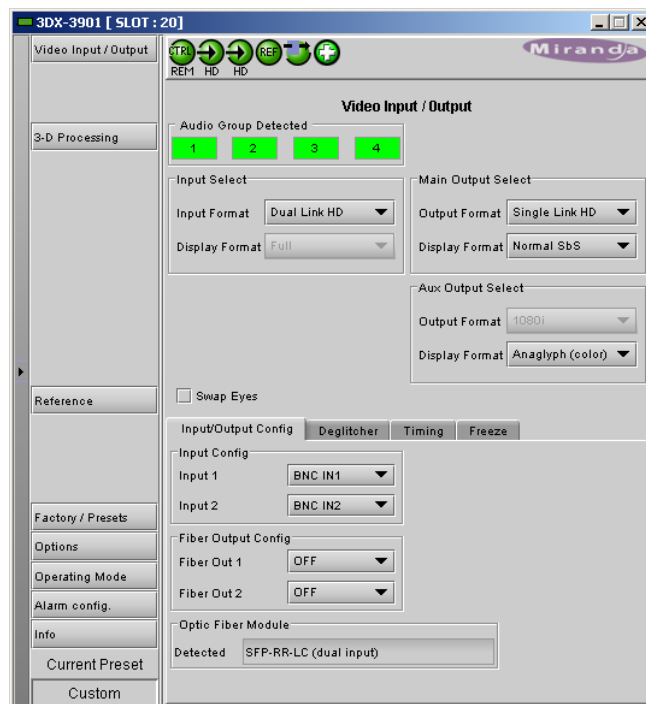 3DX-3901 [ SLOT : 20]
Video Input / Output
3-D Processing
Reference
Factory / Presets
Options
Operating Mode
Alarm config.
Info
Current Preset
Custom
CTRL REF
REM HD HD
Miranda
Video Input / Output
Audio Group Detected
1 2 3 4
Input Select
Input Format Dual Link HD
Display Format Full
Main Output Select
Output Format Single Link HD
Display Format Normal SbS
Aux Output Select
Output Format 1080i
Display Format Anaglyph (color)
Swap Eyes
Input/Output Config Deglitcher Timing Freeze
Input Config
Input 1 BNC IN1
Input 2 BNC IN2
Fiber Output Config
Fiber Out 1 OFF
Fiber Out 2 OFF
Optic Fiber Module
Detected SFP-RR-LC (dual input)